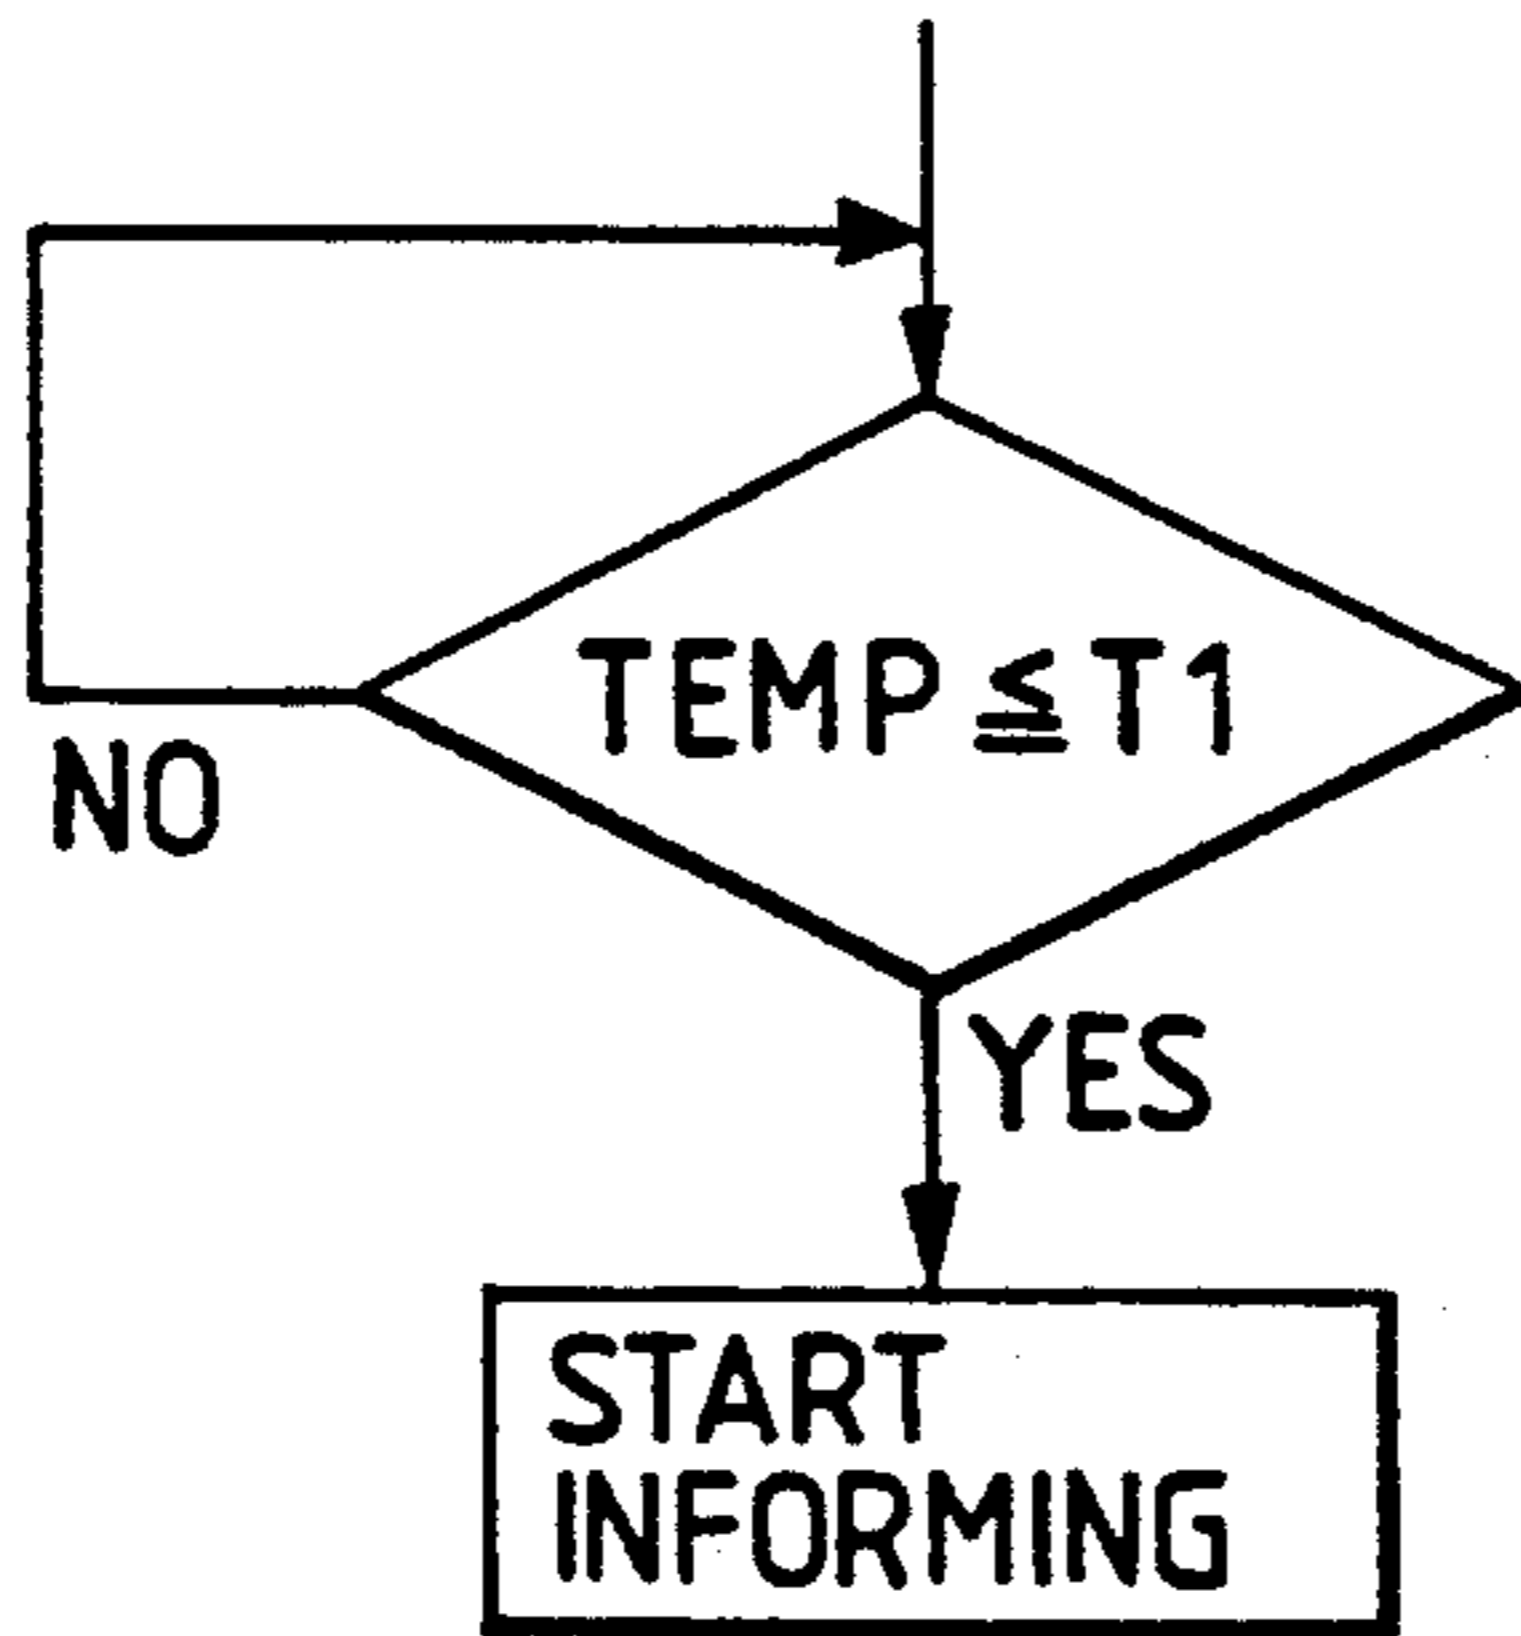 TEMP ≦ T1
NO
YES
START
INFORMING